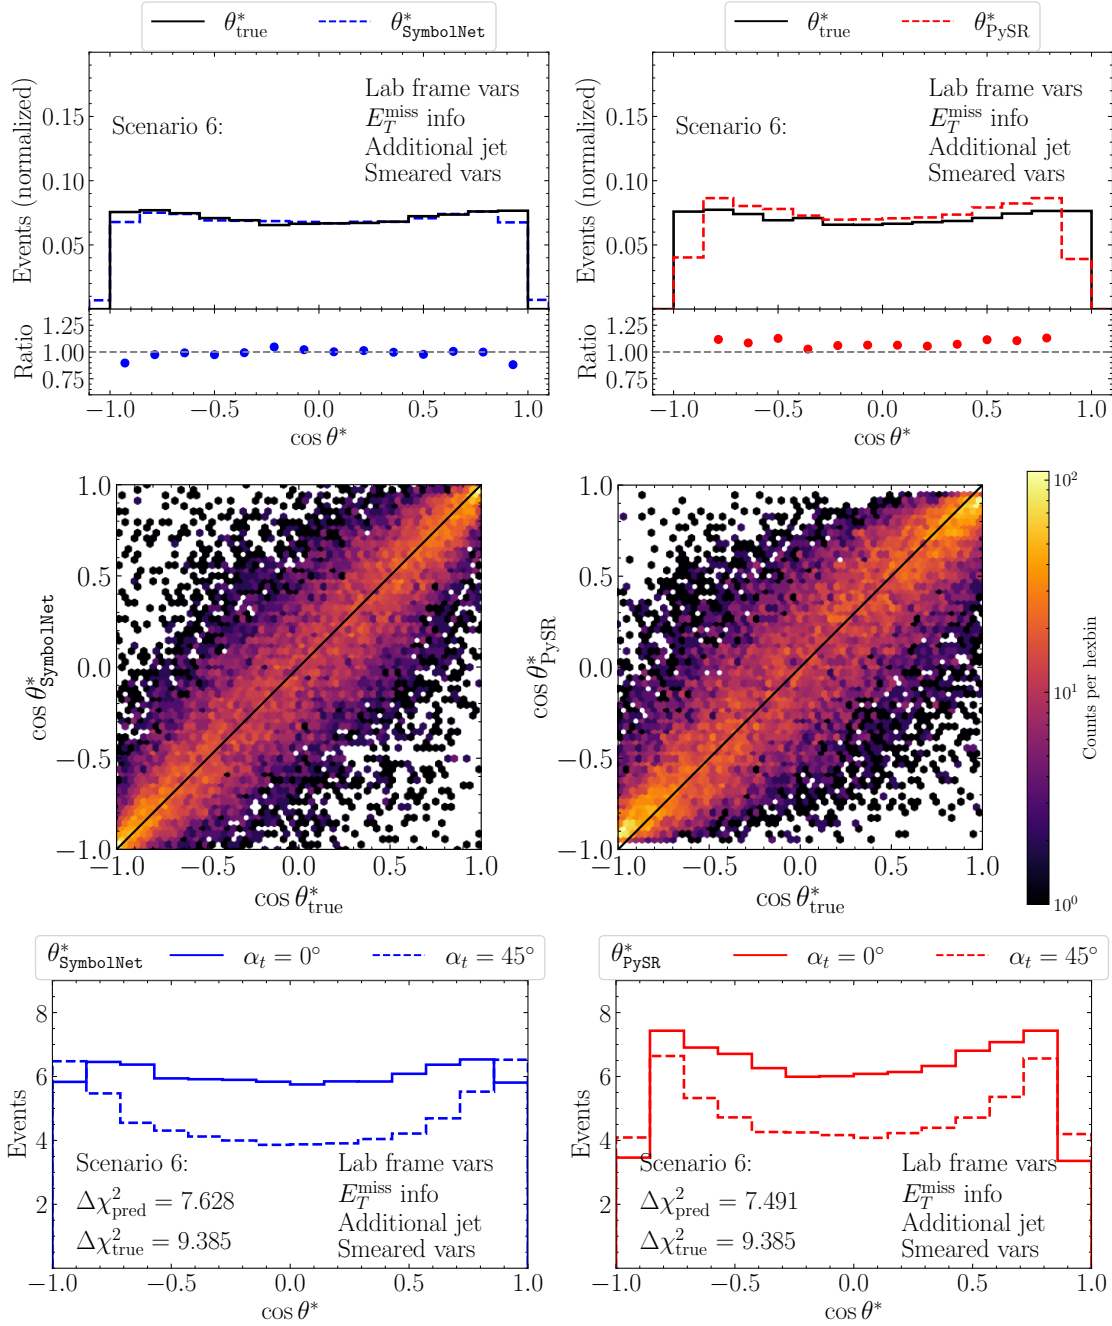 θ*true θ*SymbolNet
Events (normalized)
0.15
0.10
0.05
Scenario 6:
Lab frame vars
E_T^miss info
Additional jet
Smeared vars
Ratio
1.25
1.00
0.75
−1.0 −0.5 0.0 0.5 1.0
cos θ*
θ*true θ*PySR
Events (normalized)
0.15
0.10
0.05
Scenario 6:
Lab frame vars
E_T^miss info
Additional jet
Smeared vars
Ratio
1.25
1.00
0.75
−1.0 −0.5 0.0 0.5 1.0
cos θ*
cos θ*SymbolNet
1.0
0.5
0.0
−0.5
−1.0
−1.0 −0.5 0.0 0.5 1.0
cos θ*true
cos θ*PySR
1.0
0.5
0.0
−0.5
−1.0
−1.0 −0.5 0.0 0.5 1.0
cos θ*true
10²
10¹
10⁰
Counts per hexbin
θ*SymbolNet α_t = 0° α_t = 45°
Events
8
6
4
2
Scenario 6:
Δχ²pred = 7.628
Δχ²true = 9.385
Lab frame vars
E_T^miss info
Additional jet
Smeared vars
−1.0 −0.5 0.0 0.5 1.0
cos θ*
θ*PySR α_t = 0° α_t = 45°
Events
8
6
4
2
Scenario 6:
Δχ²pred = 7.491
Δχ²true = 9.385
Lab frame vars
E_T^miss info
Additional jet
Smeared vars
−1.0 −0.5 0.0 0.5 1.0
cos θ*